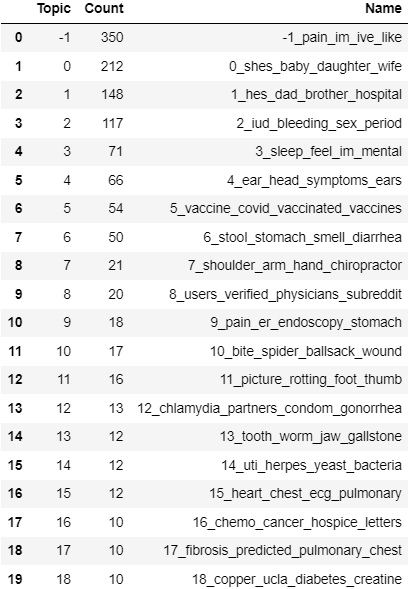 Topic Count Name
0 -1 350 -1_pain_im_ive_like
1 0 212 0_shes_baby_daughter_wife
2 1 148 1_hes_dad_brother_hospital
3 2 117 2_iud_bleeding_sex_period
4 3 71 3_sleep_feel_im_mental
5 4 66 4_ear_head_symptoms_ears
6 5 54 5_vaccine_covid_vaccinated_vaccines
7 6 50 6_stool_stomach_smell_diarrhea
8 7 21 7_shoulder_arm_hand_chiropractor
9 8 20 8_users_verified_physicians_subreddit
10 9 18 9_pain_er_endoscopy_stomach
11 10 17 10_bite_spider_ballsack_wound
12 11 16 11_picture_rotting_foot_thumb
13 12 13 12_chlamydia_partners_condom_gonorrhea
14 13 12 13_tooth_worm_jaw_gallstone
15 14 12 14_uti_herpes_yeast_bacteria
16 15 12 15_heart_chest_ecg_pulmonary
17 16 10 16_chemo_cancer_hospice_letters
18 17 10 17_fibrosis_predicted_pulmonary_chest
19 18 10 18_copper_ucla_diabetes_creatine